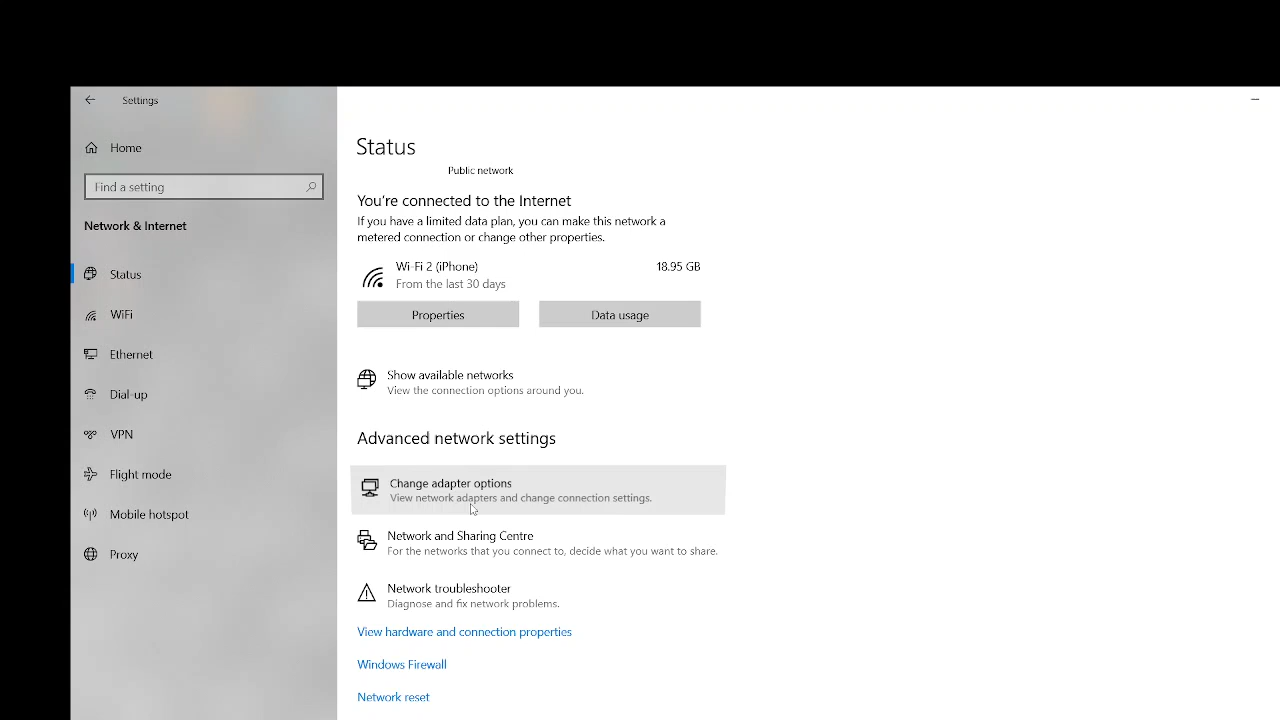 Settings
Home
Find a setting
Network & Internet
Status
WiFi
Ethernet
Dial-up
VPN
Flight mode
Mobile hotspot
Proxy
Status
Public network
You're connected to the Internet
If you have a limited data plan, you can make this network a
metered connection or change other properties.
Wi-Fi 2 (iPhone) 18.95 GB
From the last 30 days
Properties Data usage
Show available networks
View the connection options around you.
Advanced network settings
Change adapter options
View network adapters and change connection settings.
Network and Sharing Centre
For the networks that you connect to, decide what you want to share.
Network troubleshooter
Diagnose and fix network problems.
View hardware and connection properties
Windows Firewall
Network reset